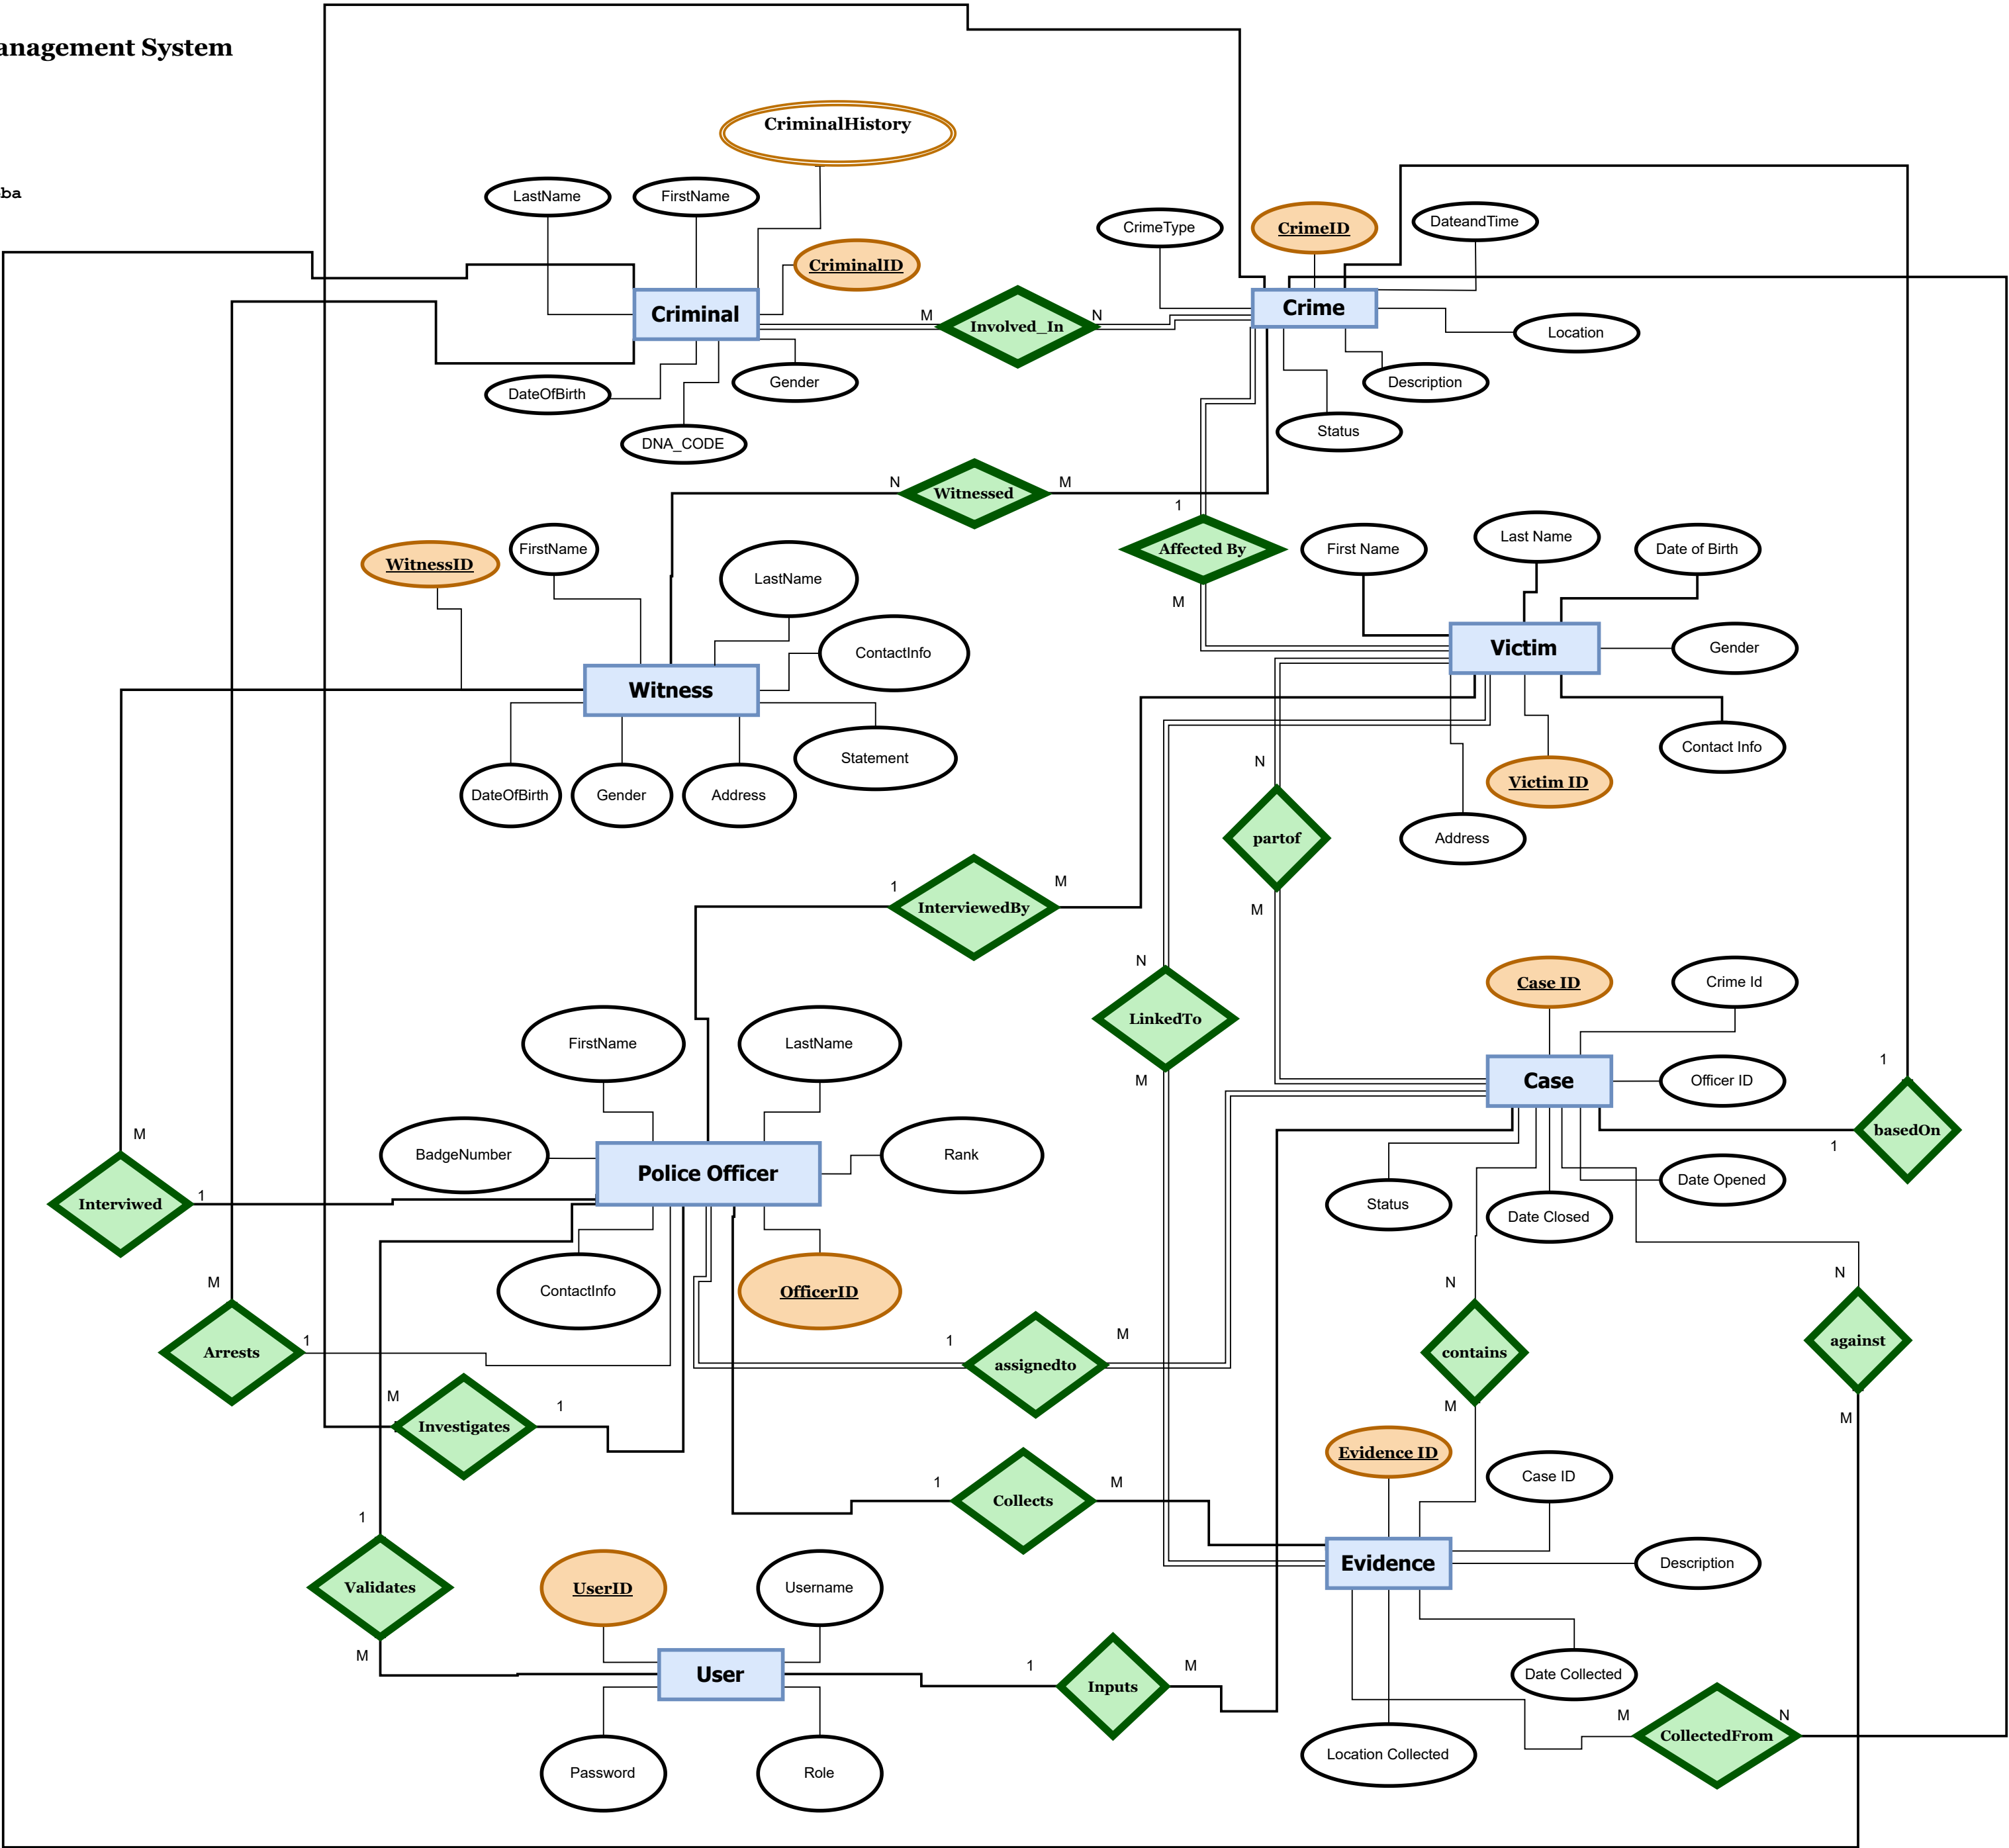 anagement System
ba
CriminalHistory
LastName
FirstName
CriminalID
CrimeType
CrimeID
DateandTime
Criminal
Crime
M
Involved_In
N
Location
DateOfBirth
Gender
Description
DNA_CODE
Status
N
Witnessed
M
1
Affected By
M
WitnessID
FirstName
LastName
ContactInfo
Witness
Statement
DateOfBirth
Gender
Address
First Name
Last Name
Date of Birth
Victim
Gender
Contact Info
Victim ID
Address
N
partof
M
1
InterviewedBy
M
N
LinkedTo
M
Case ID
Crime Id
Case
Officer ID
1
basedOn
1
Status
Date Closed
Date Opened
FirstName
LastName
BadgeNumber
Police Officer
Rank
ContactInfo
OfficerID
M
Interviwed
1
M
Arrests
1
M
Investigates
1
1
assignedto
M
N
contains
M
N
against
M
1
Collects
M
Evidence ID
Case ID
Evidence
Description
Date Collected
Location Collected
M
CollectedFrom
N
1
Validates
M
UserID
Username
User
Password
Role
1
Inputs
M